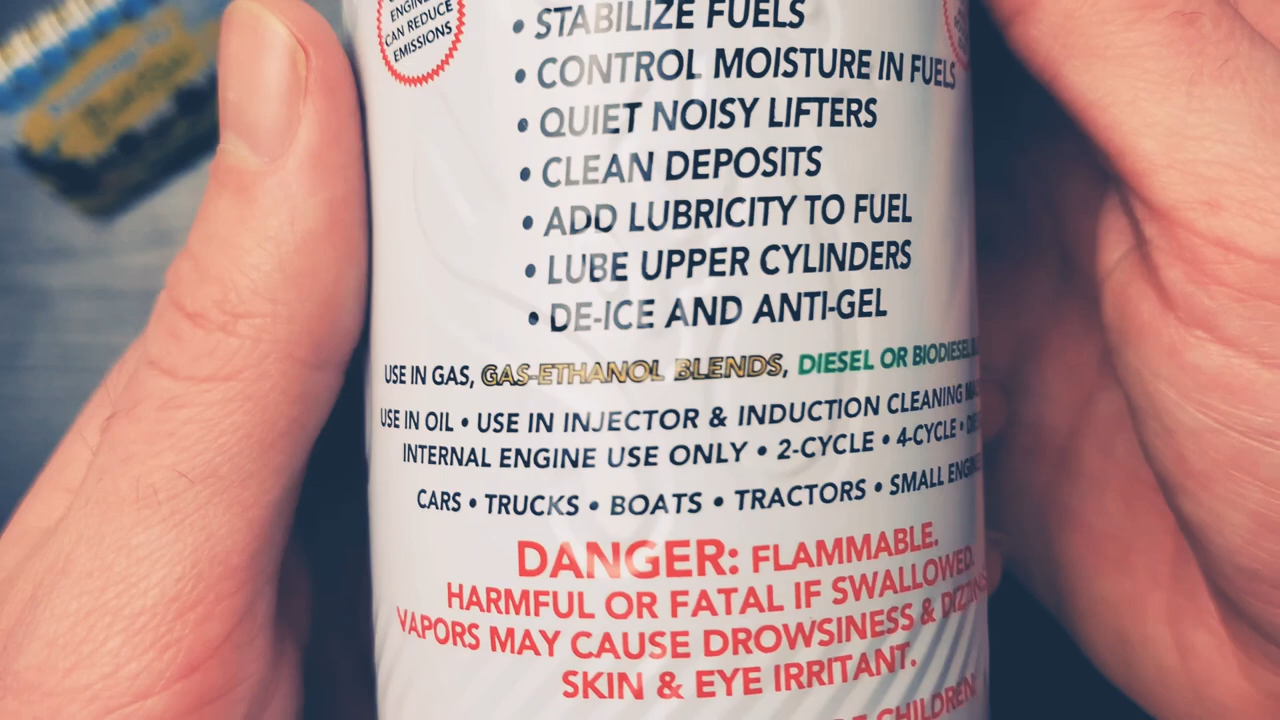 ENGINE
CAN REDUCE
EMISSIONS
• STABILIZE FUELS
• CONTROL MOISTURE IN FUELS
• QUIET NOISY LIFTERS
• CLEAN DEPOSITS
• ADD LUBRICITY TO FUEL
• LUBE UPPER CYLINDERS
• DE-ICE AND ANTI-GEL
USE IN GAS, GAS-ETHANOL BLENDS, DIESEL OR BIODIESEL
USE IN OIL • USE IN INJECTOR & INDUCTION CLEANING
INTERNAL ENGINE USE ONLY • 2-CYCLE • 4-CYCLE •
CARS • TRUCKS • BOATS • TRACTORS • SMALL
DANGER: FLAMMABLE.
HARMFUL OR FATAL IF SWALLOWED.
VAPORS MAY CAUSE DROWSINESS &
SKIN & EYE IRRITANT.
CHILDREN